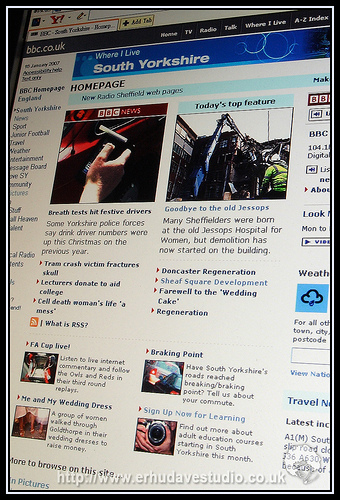 Y!
Add Tab
BBC - South Yorkshire - Homep...
Home TV Radio Talk Where I Live A-Z Index
bbc.co.uk
Where I Live
South Yorkshire
10 January 2007
Accessibility help
Text only
HOMEPAGE
New Radio Sheffield web pages
BBC Homepage
England
South Yorkshire
News
Sport
Junior Football
Travel
Weather
Entertainment
Message Board
BBC NEWS
Breath tests hit festive drivers
Some Yorkshire police forces
say drink driver numbers were
up this Christmas on the
previous year.
Tram crash victim fractures
skull
Lecturers donate to aid
college
Cell death woman's life 'a
mess'
What is RSS?
Today's top feature
Goodbye to the old Jessops
Many Sheffielders were born
at the old Jessops Hospital for
Women, but demolition has
now started on the building.
Doncaster Regeneration
Sheaf Square Development
Farewell to the 'Wedding
Cake'
Regeneration
FA Cup live!
Listen to live internet
commentary and follow
the Owls and Reds in
their third round
replays.
Me and My Wedding Dress
A group of women
walked through
Goldthorpe in their
wedding dresses to
raise money.
Braking Point
Have South Yorkshire's
roads reached
breaking/braking
point? Tell us about
your commute.
Sign Up Now for Learning
Find out more about
adult education courses
starting in South
Yorkshire this month.
More to browse on this site
in Pictures
BBC
104.1
Digital
Look
Mon to
Weath
For all oth
town, city,
postcode
View Natio
Travel N
Latest inc
A1(M) Sout
because of
http://www.erhudavestudio.co.uk